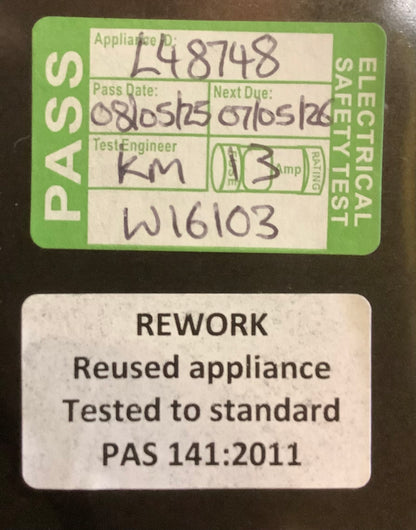 PASS
Appliance ID:
L48748
Pass Date: Next Due:
08/05/25 07/05/26
Test Engineer
KM FUSE 13 Amp RATING
W16103
ELECTRICAL
SAFETY TEST
REWORK
Reused appliance
Tested to standard
PAS 141:2011